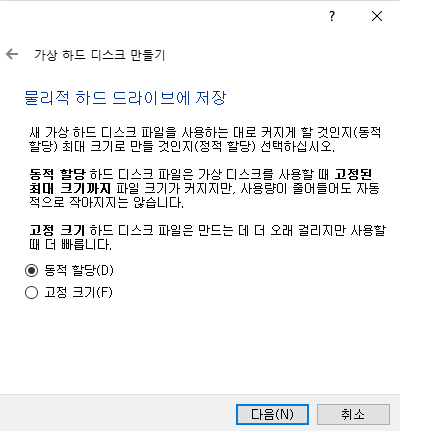 ?
가상 하드 디스크 만들기
물리적 하드 드라이브에 저장
새 가상 하드 디스크 파일을 사용하는 대로 커지게 할 것인지(동적
할당) 최대 크기로 만들 것인지(정적 할당) 선택하십시오.
동적 할당 하드 디스크 파일은 가상 디스크를 사용할 때 고정된
최대 크기까지 파일 크기가 커지지만, 사용량이 줄어들어도 자동
적으로 작아지지는 않습니다.
고정 크기 하드 디스크 파일은 만드는 데 더 오래 걸리지만 사용할
때 더 빠릅니다.
동적 할당(D)
고정 크기(F)
다음(N)
취소